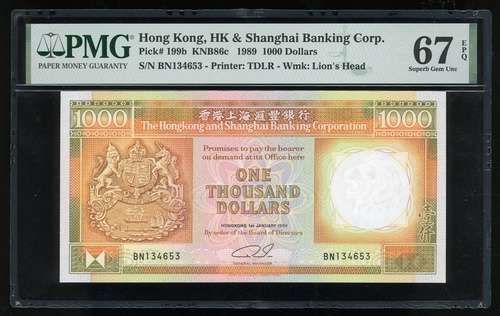 PMG
PAPER MONEY GUARANTY
Hong Kong, HK & Shanghai Banking Corp.
Pick# 199b KNB86c 1989 1000 Dollars
S/N BN134653 - Printer: TDLR - Wmk: Lion's Head
67 EPQ
Superb Gem Unc
1000 香港上海滙豐銀行 1000
The Hongkong and Shanghai Banking Corporation
Promises to pay the bearer
on demand at its Office here
ONE
THOUSAND
DOLLARS
HONGKONG 1st JANUARY 1989
By order of the Board of Directors
BN134653 BN134653
GENERAL MANAGER